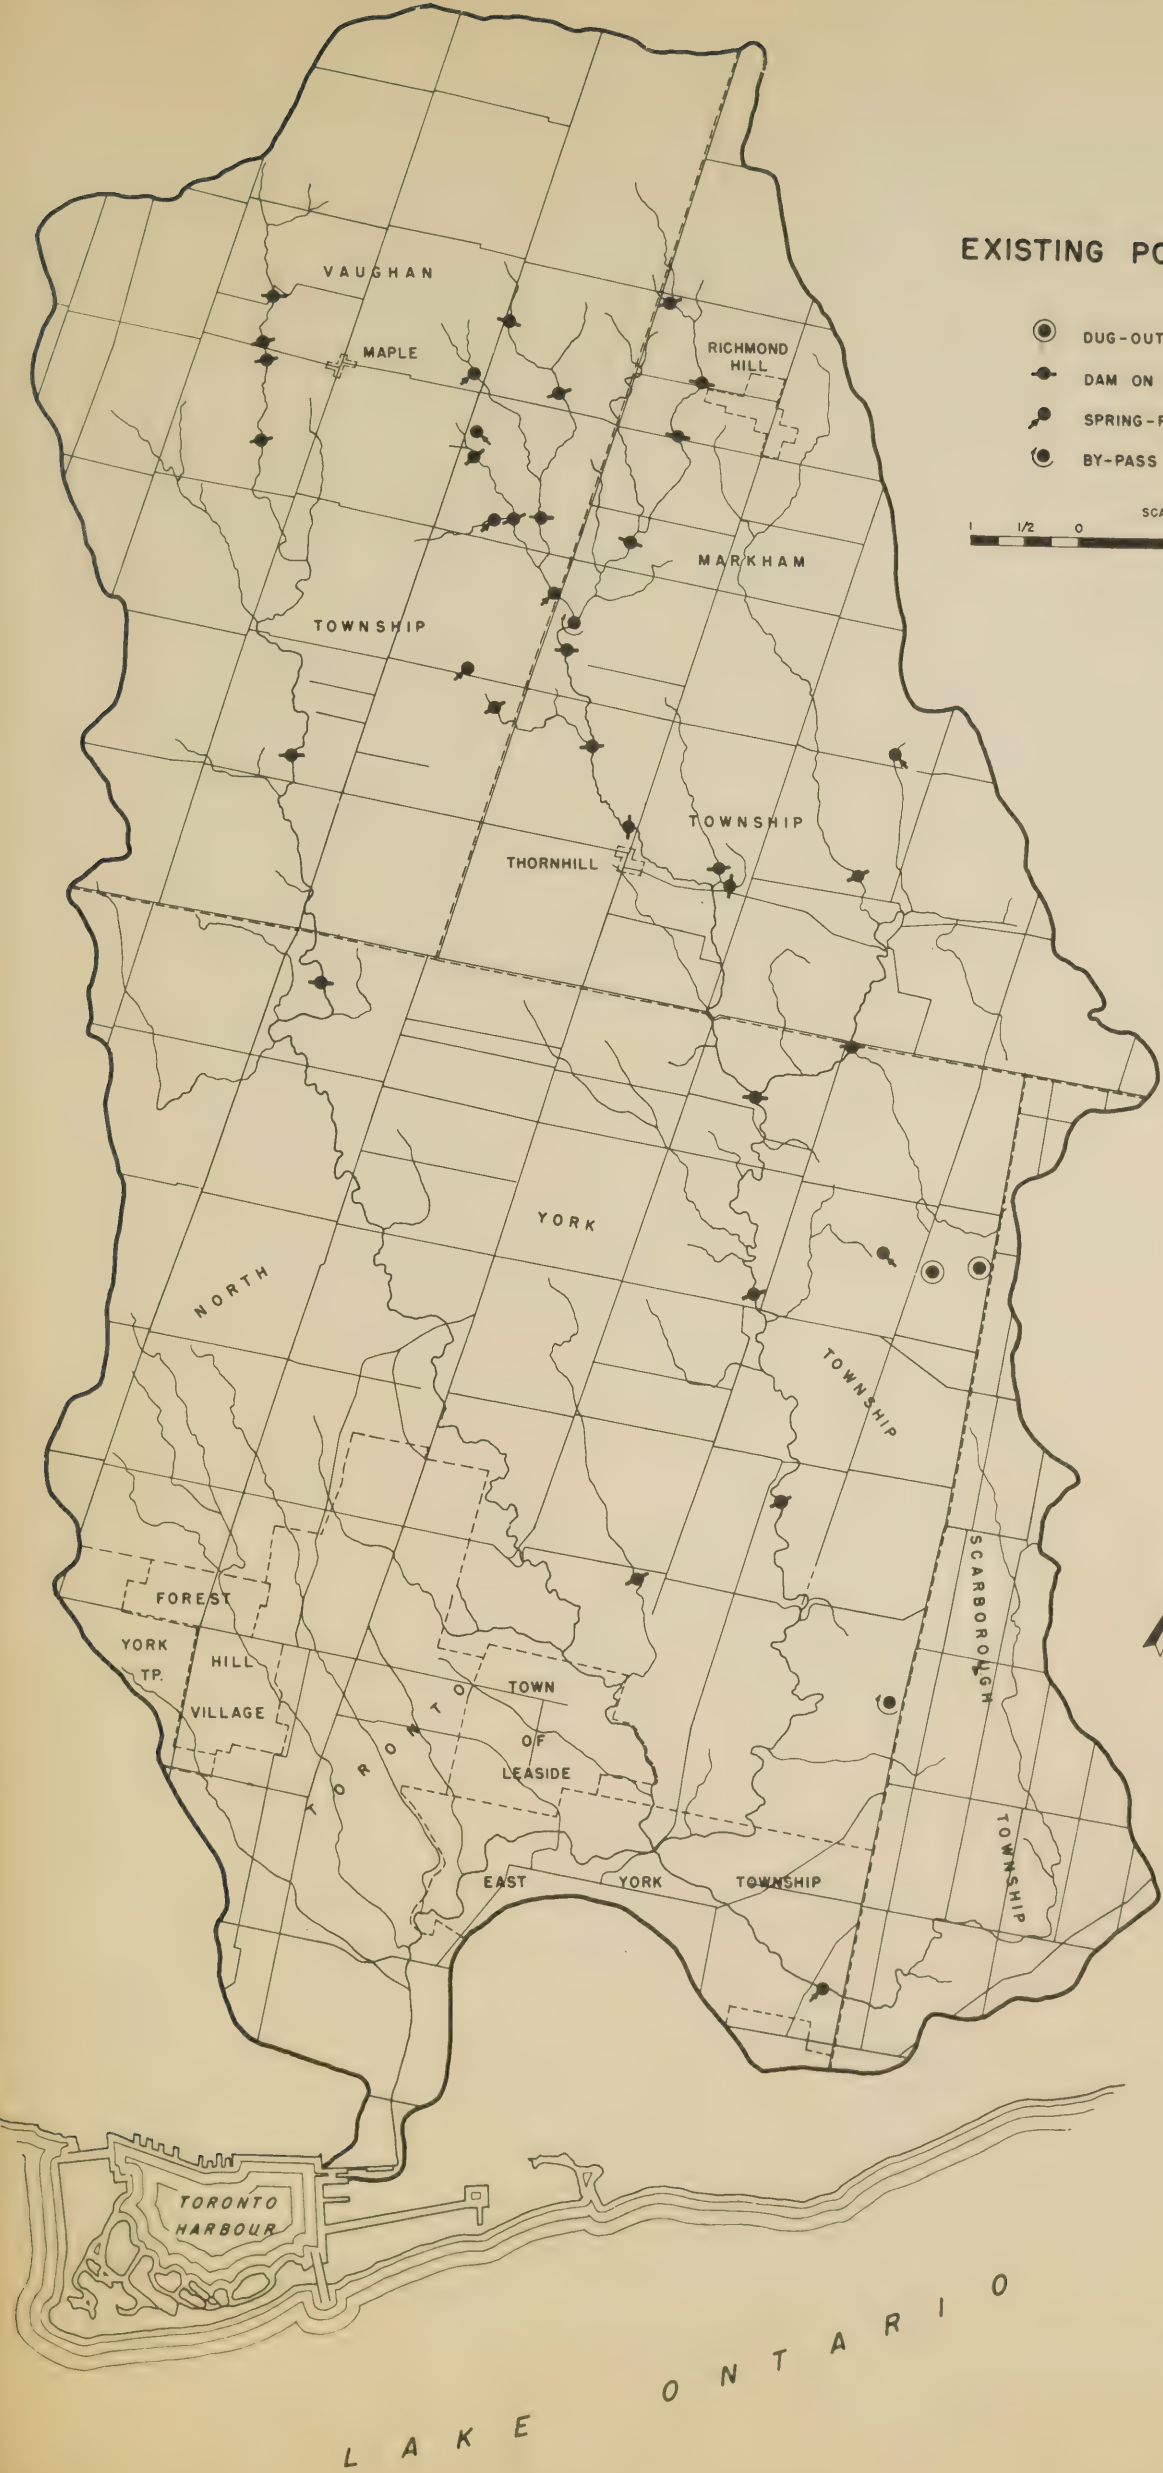 EXISTING PO
DUG-OUT
DAM ON
SPRING-F
BY-PASS
SCA
1 1/2 0
VAUGHAN
MAPLE
RICHMOND
HILL
MARKHAM
TOWNSHIP
TOWNSHIP
THORNHILL
YORK
NORTH
TOWNSHIP
SCARBOROUGH
FOREST
YORK
TP.
HILL
VILLAGE
TORONTO
TOWN
OF
LEASIDE
EAST YORK TOWNSHIP
TOWNSHIP
TORONTO
HARBOUR
LAKE ONTARIO